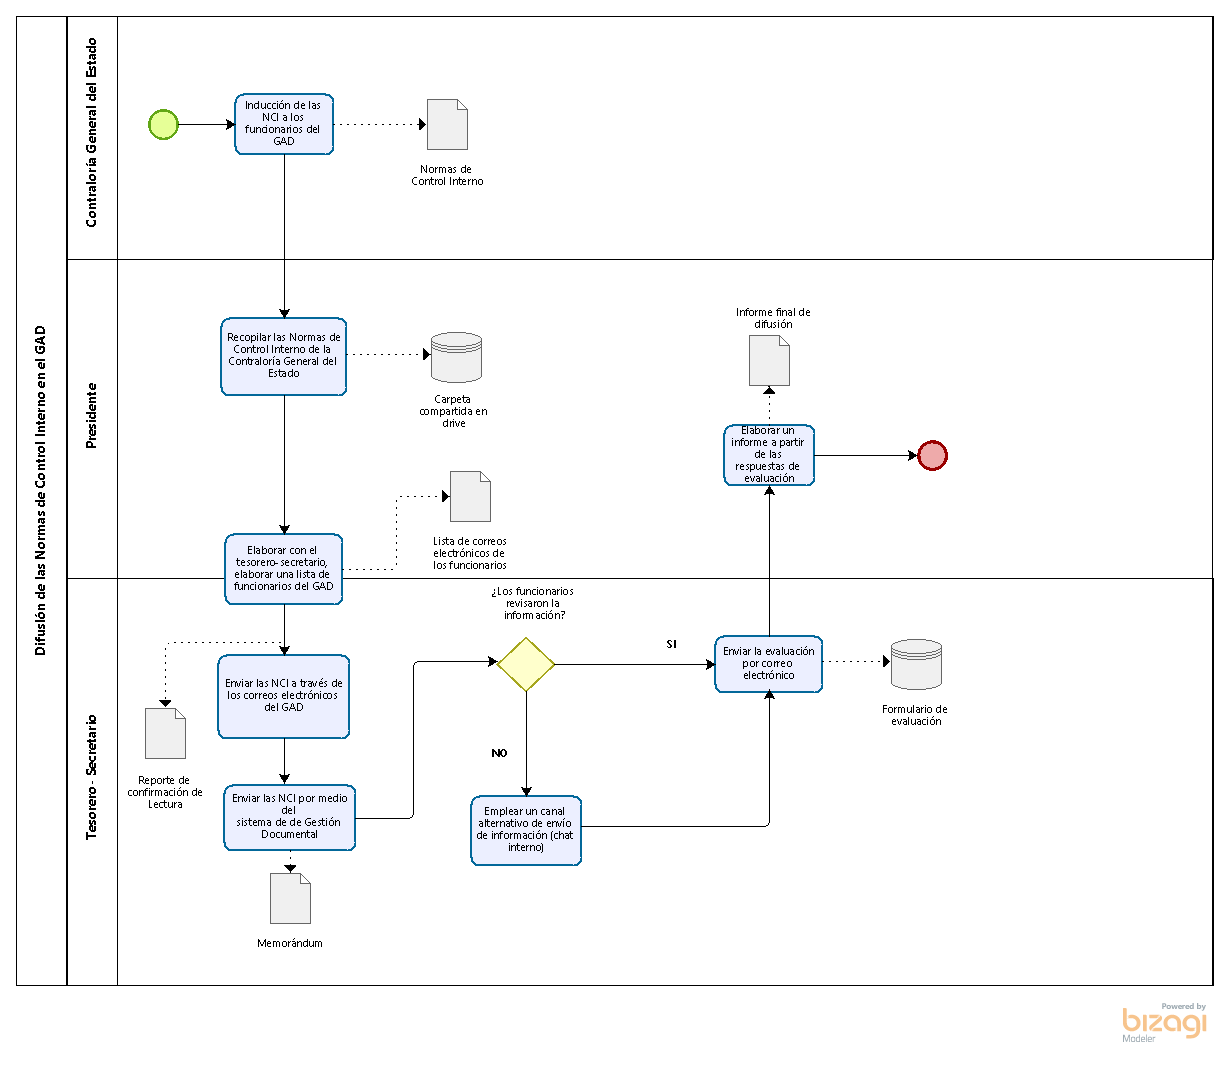 Difusión de las Normas de Control Interno en el GAD
Contraloría General del Estado
Inducción de las
NCI a los
funcionarios del
GAD
Normas de
Control Interno
Presidente
Recopilar las Normas de
Control Interno de la
Contraloría General del
Estado
Carpeta
compartida en
drive
Informe final de
difusión
Elaborar un
informe a partir
de las
respuestas de
evaluación
Lista de correos
electrónicos de
los funcionarios
Elaborar con el
tesorero- secretario,
elaborar una lista de
funcionarios del GAD
Tesorero - Secretario
¿Los funcionarios
revisaron la
información?
SI
Enviar la evaluación
por correo
electrónico
Formulario de
evaluación
Enviar las NCI a través de
los correos electrónicos
del GAD
Reporte de
confirmación de
Lectura
NO
Enviar las NCI por medio
del
sistema de de Gestión
Documental
Emplear un canal
alternativo de envío
de información (chat
interno)
Memorándum
Powered by
bizagi
Modeler